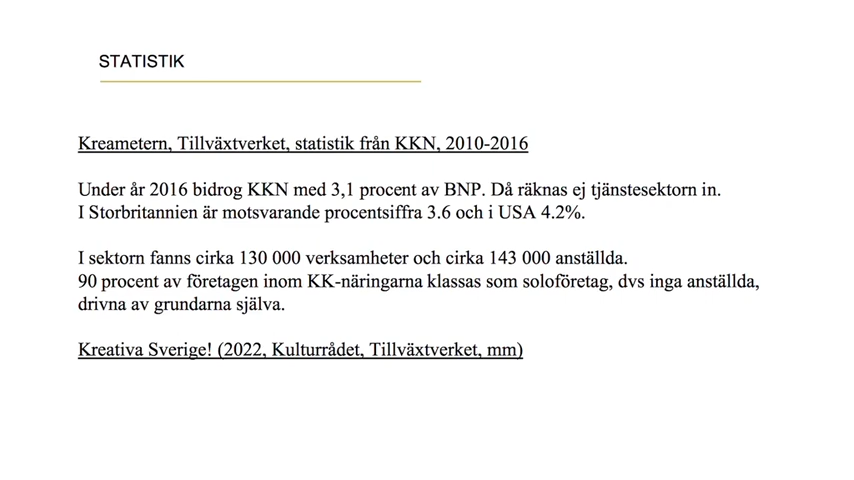 STATISTIK
Kreametern, Tillväxtverket, statistik från KKN, 2010-2016
Under år 2016 bidrog KKN med 3,1 procent av BNP. Då räknas ej tjänstesektorn in.
I Storbritannien är motsvarande procentsiffra 3.6 och i USA 4.2%.
I sektorn fanns cirka 130 000 verksamheter och cirka 143 000 anställda.
90 procent av företagen inom KK-näringarna klassas som soloföretag, dvs inga anställda,
drivna av grundarna själva.
Kreativa Sverige! (2022, Kulturrådet, Tillväxtverket, mm)